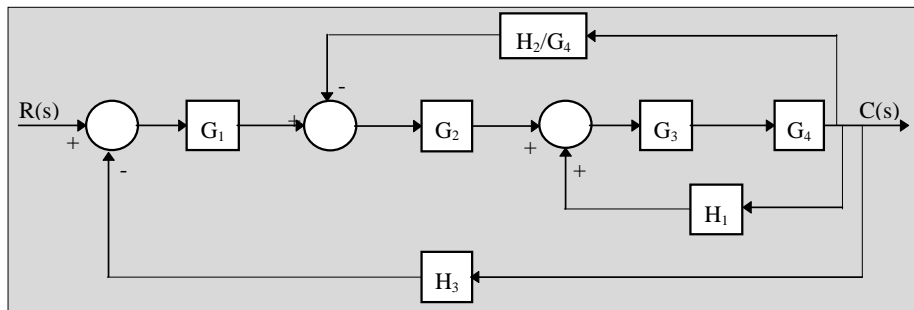 H₂/G₄
-
R(s) + G₁ + G₂ + G₃ G₄ C(s)
- +
H₁
H₃